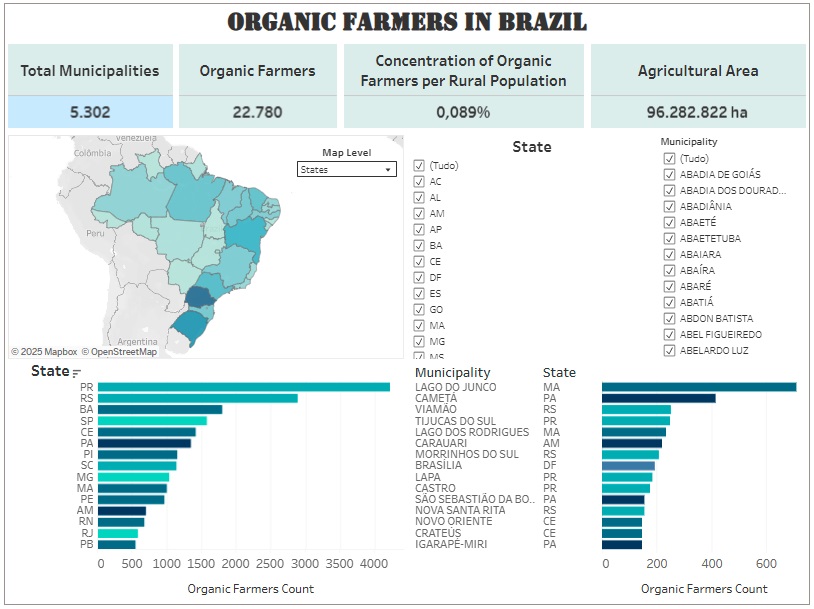 ORGANIC FARMERS IN BRAZIL
Total Municipalities
5.302
Organic Farmers
22.780
Concentration of Organic
Farmers per Rural Population
0,089%
Agricultural Area
96.282.822 ha
Venezuela
Colômbia
Peru
Argentina
© 2025 Mapbox © OpenStreetMap
Map Level
States
State
(Tudo)
AC
AL
AM
AP
BA
CE
DF
ES
GO
MA
MG
MS
Municipality
(Tudo)
ABADIA DE GOIÁS
ABADIA DOS DOURAD...
ABADIÂNIA
ABAETÉ
ABAETETUBA
ABAIARA
ABAÍRA
ABARÉ
ABATIÁ
ABDON BATISTA
ABEL FIGUEIREDO
ABELARDO LUZ
State
PR
RS
BA
SP
CE
PA
PI
SC
MG
MA
PE
AM
RN
RJ
PB
0 500 1000 1500 2000 2500 3000 3500 4000
Organic Farmers Count
Municipality State
LAGO DO JUNCO MA
CAMETÁ PA
VIAMÃO RS
TIJUCAS DO SUL PR
LAGO DOS RODRIGUES MA
CARAUARI AM
MORRINHOS DO SUL RS
BRASÍLIA DF
LAPA PR
CASTRO PR
SÃO SEBASTIÃO DA BO.. PA
NOVA SANTA RITA RS
NOVO ORIENTE CE
CRATEÚS CE
IGARAPÉ-MIRI PA
0 200 400 600
Organic Farmers Count